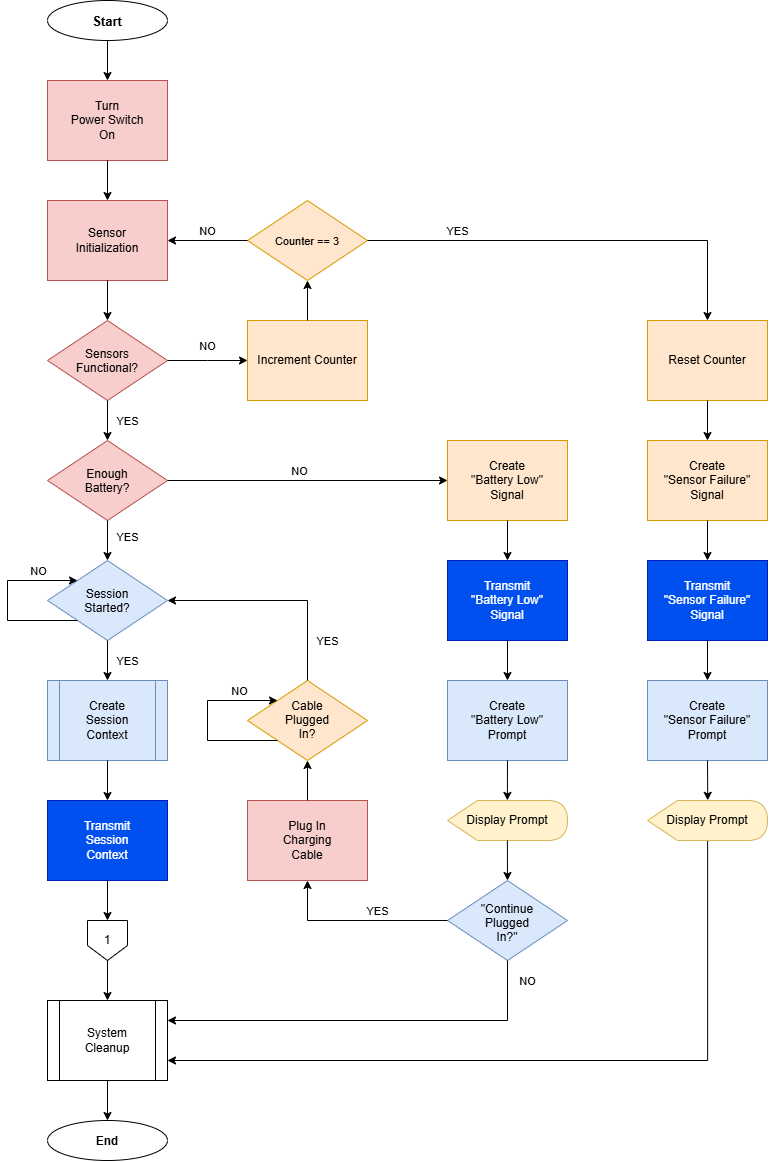 Start
Turn
Power Switch
On
Sensor
Initialization
NO
Counter == 3
YES
Sensors
Functional?
NO
Increment Counter
Reset Counter
YES
Enough
Battery?
NO
Create
"Battery Low"
Signal
Create
"Sensor Failure"
Signal
YES
NO
Session
Started?
Transmit
"Battery Low"
Signal
Transmit
"Sensor Failure"
Signal
YES
YES
Create
Session
Context
NO
Cable
Plugged
In?
Create
"Battery Low"
Prompt
Create
"Sensor Failure"
Prompt
Transmit
Session
Context
Plug In
Charging
Cable
Display Prompt
Display Prompt
1
YES
"Continue
Plugged
In?"
NO
System
Cleanup
End